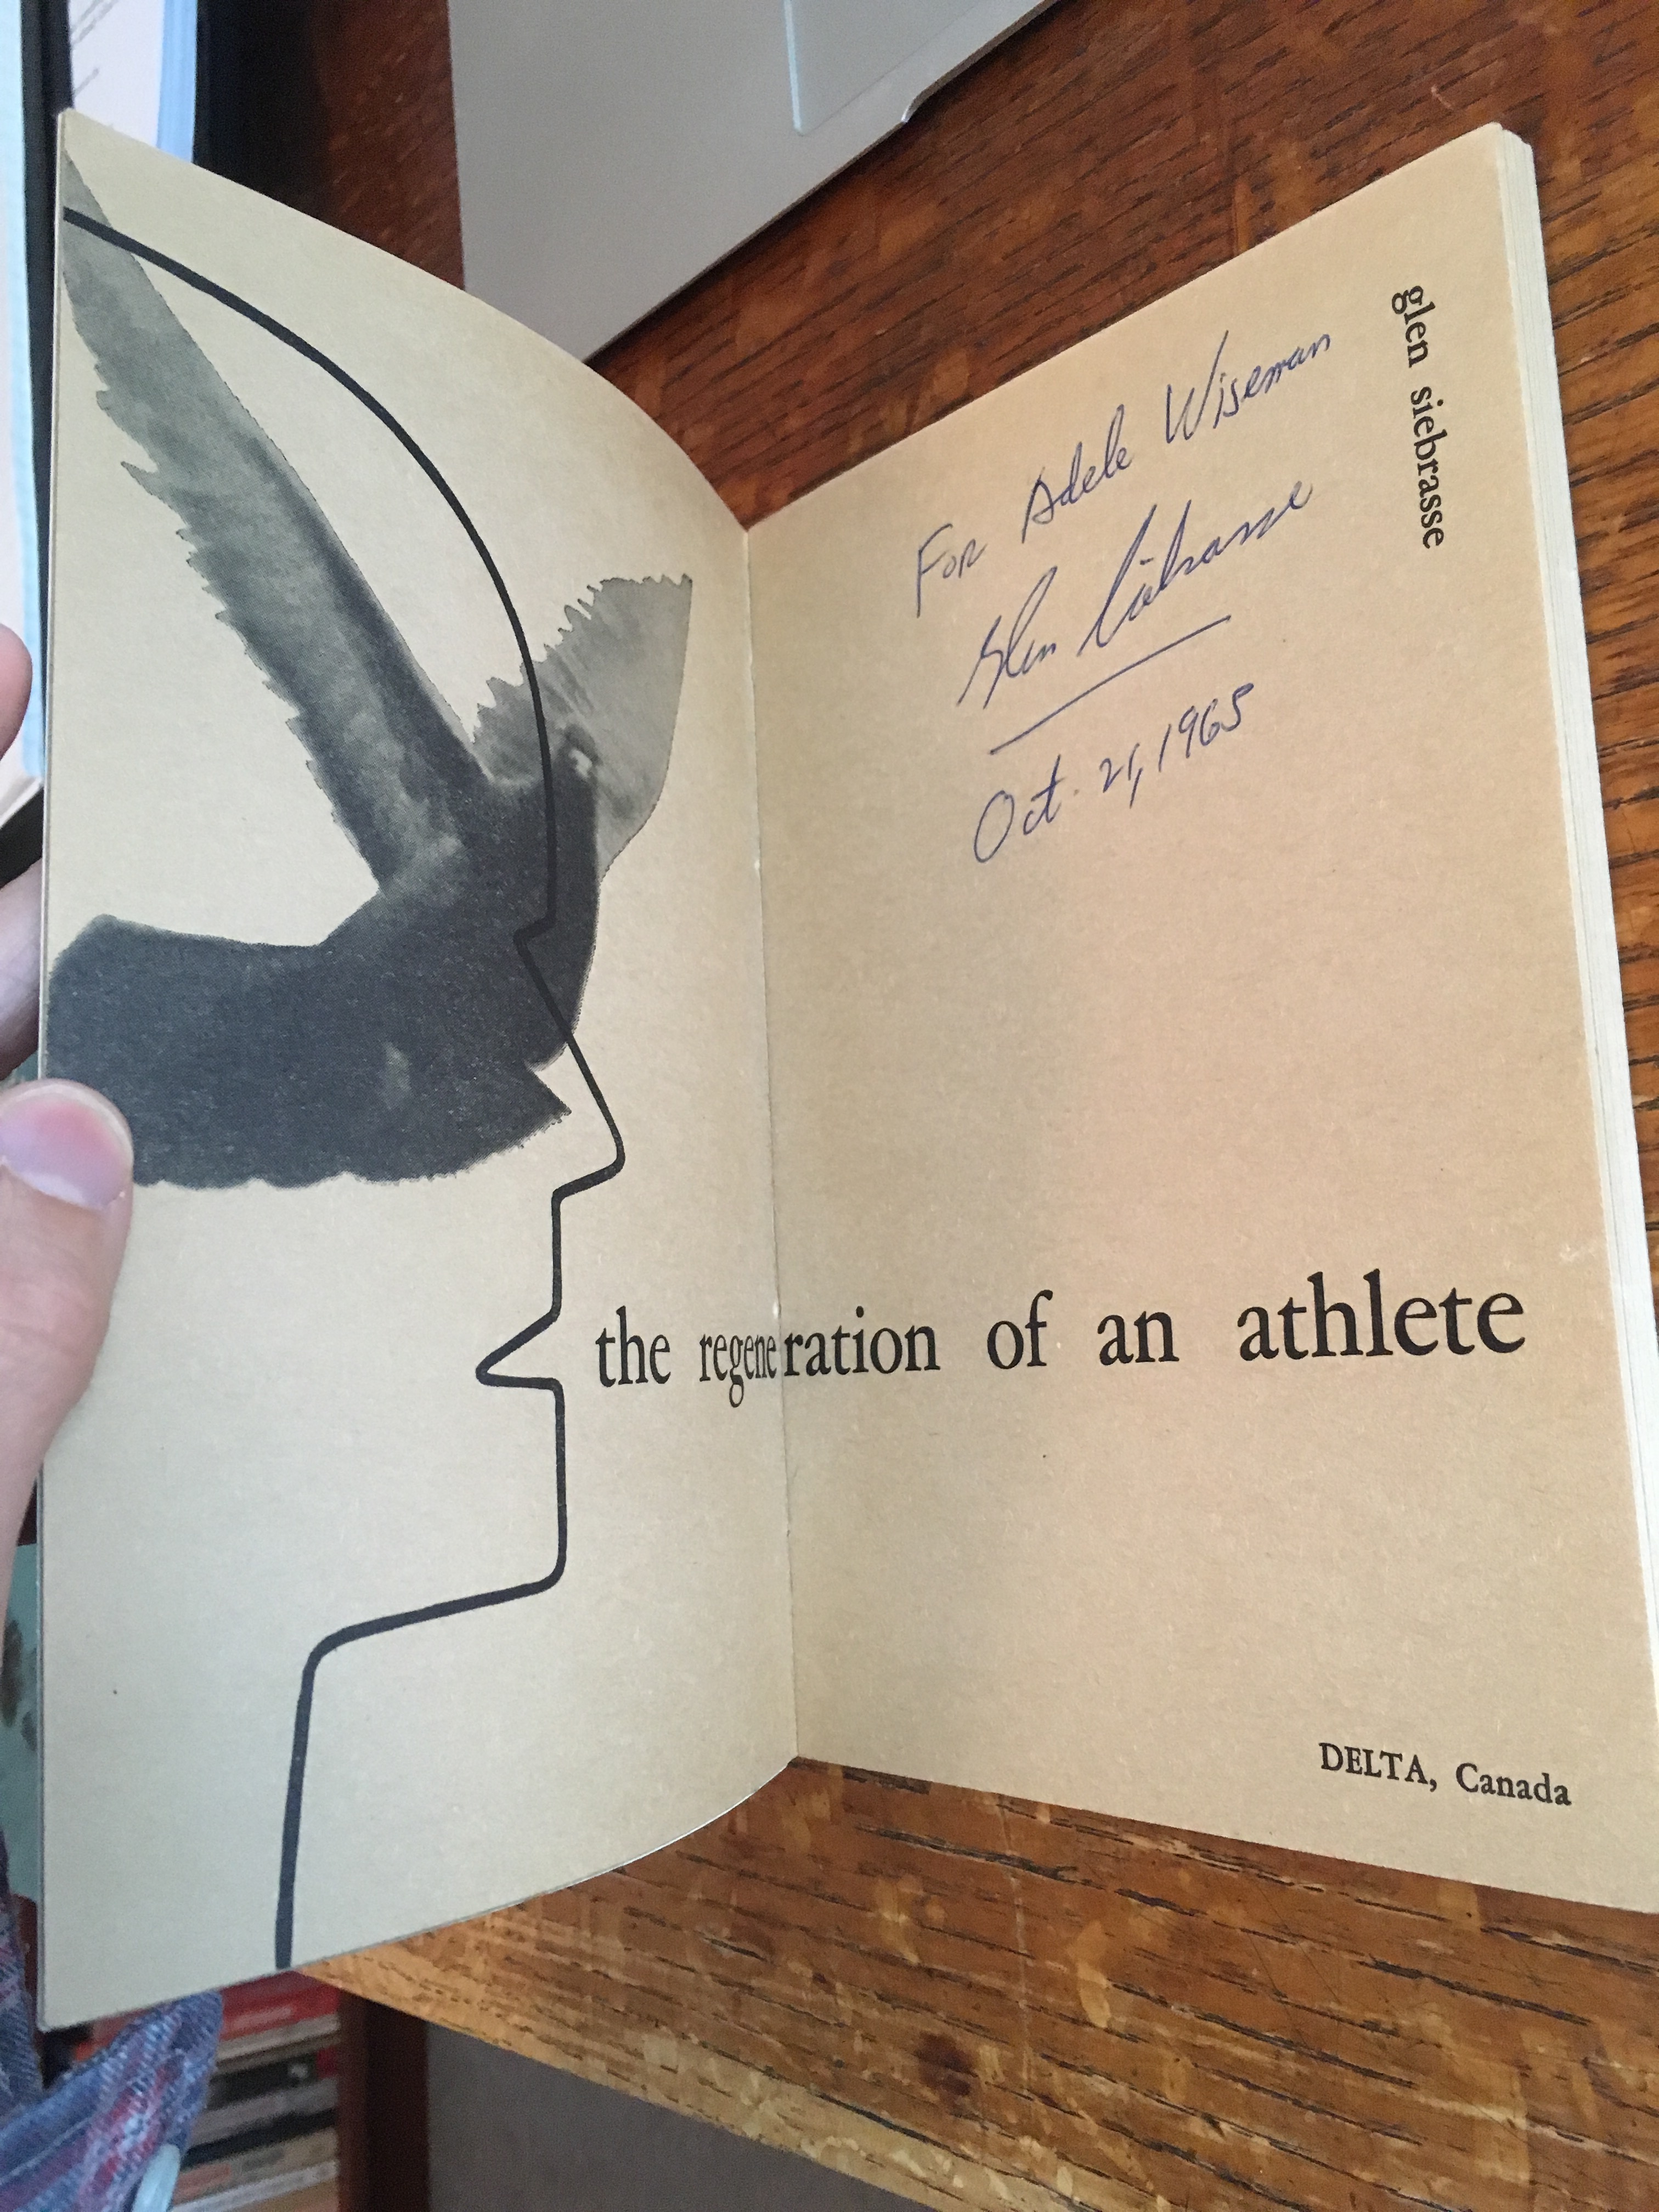 glen siebrasse
For Adele Wiseman
Glen Siebrasse
Oct. 21, 1965
the regeneration of an athlete
DELTA, Canada